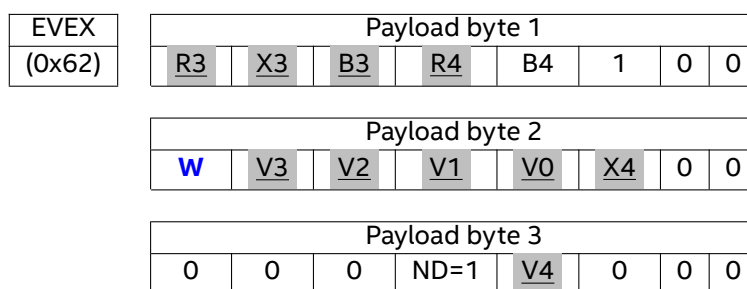 EVEX Payload byte 1
(0x62) R3 X3 B3 R4 B4 1 0 0
Payload byte 2
W V3 V2 V1 V0 X4 0 0
Payload byte 3
0 0 0 ND=1 V4 0 0 0